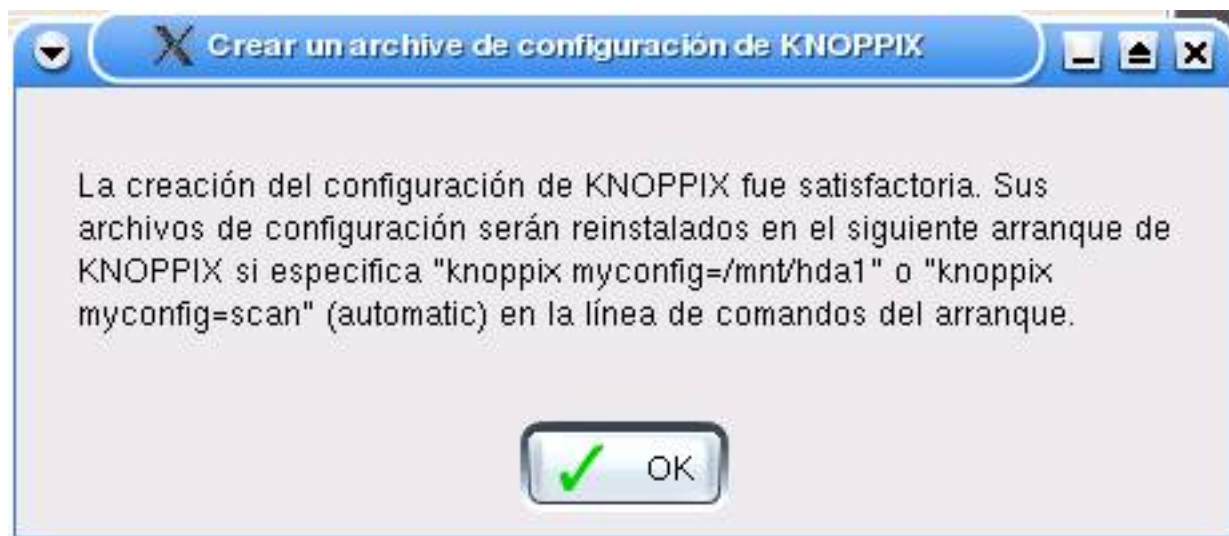 Crear un archive de configuración de KNOPPIX
La creación del configuración de KNOPPIX fue satisfactoria. Sus
archivos de configuración serán reinstalados en el siguiente arranque de
KNOPPIX si especifica "knoppix myconfig=/mnt/hda1" o "knoppix
myconfig=scan" (automatic) en la línea de comandos del arranque.
OK